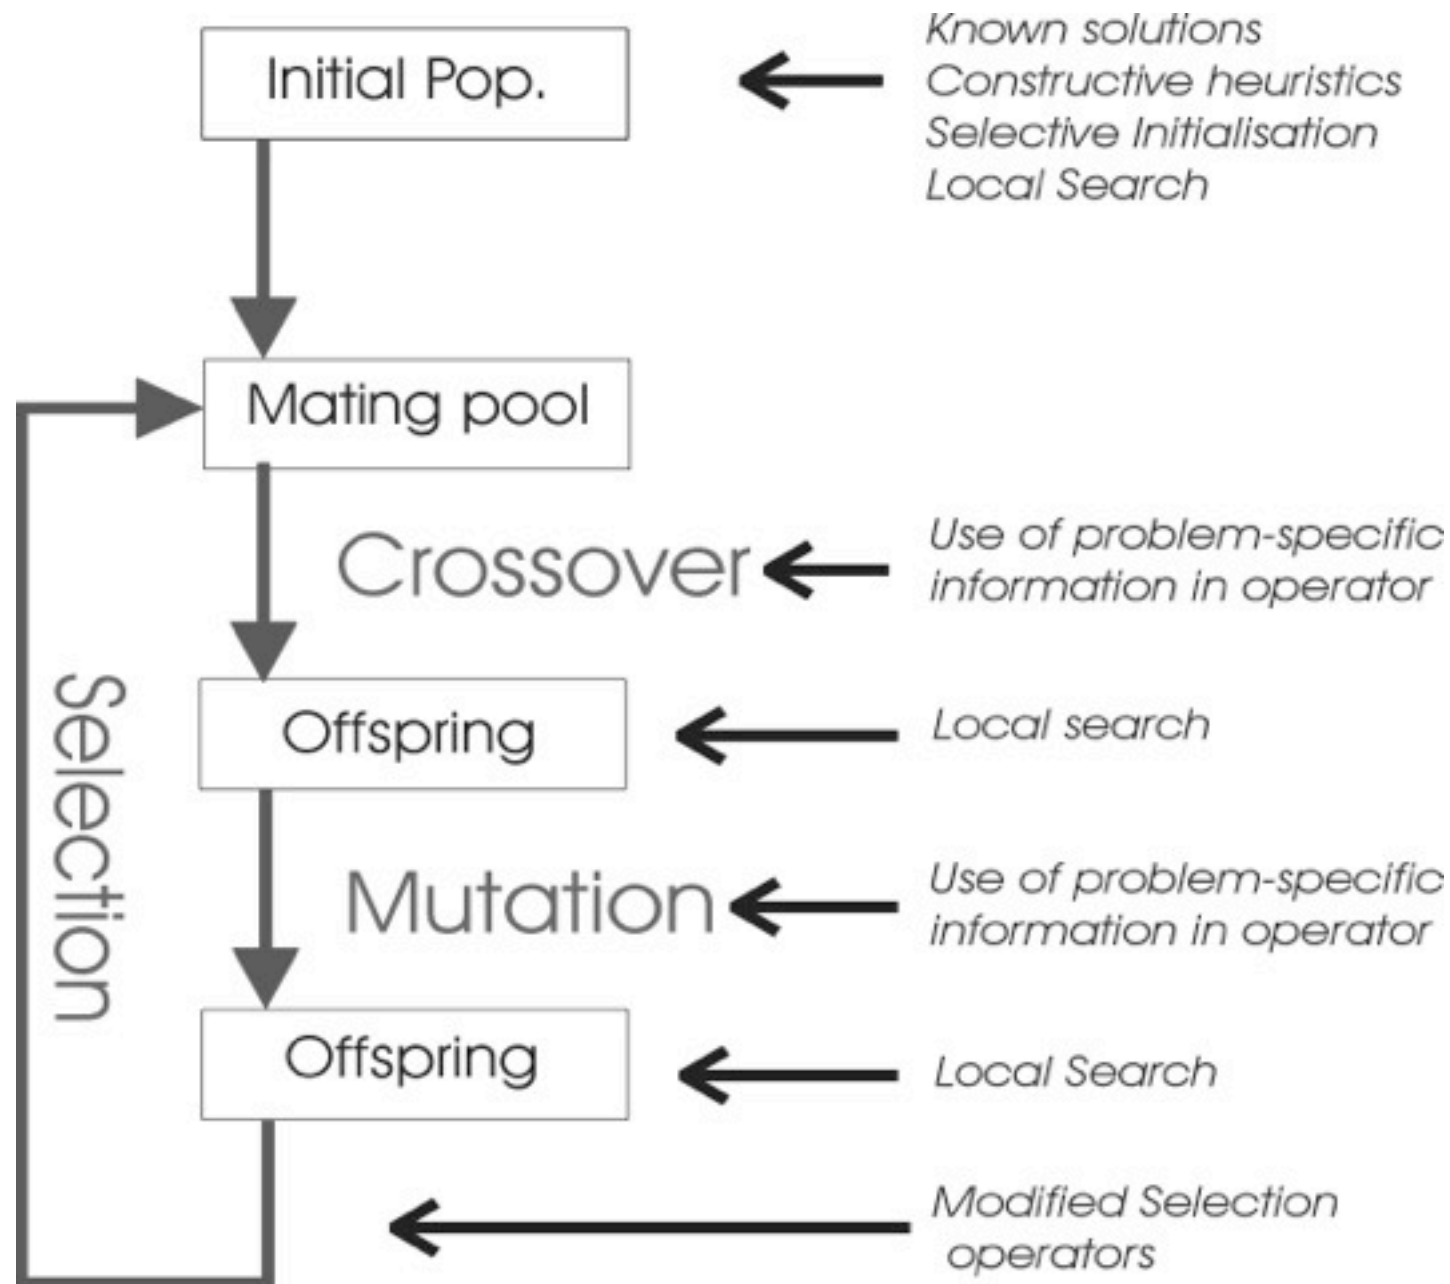 Known solutions
Initial Pop.
Constructive heuristics
Selective Initialisation
Local Search
Mating pool
Crossover
Use of problem-specific
information in operator
Selection
Offspring
Local search
Mutation
Use of problem-specific
information in operator
Offspring
Local Search
Modified Selection
operators